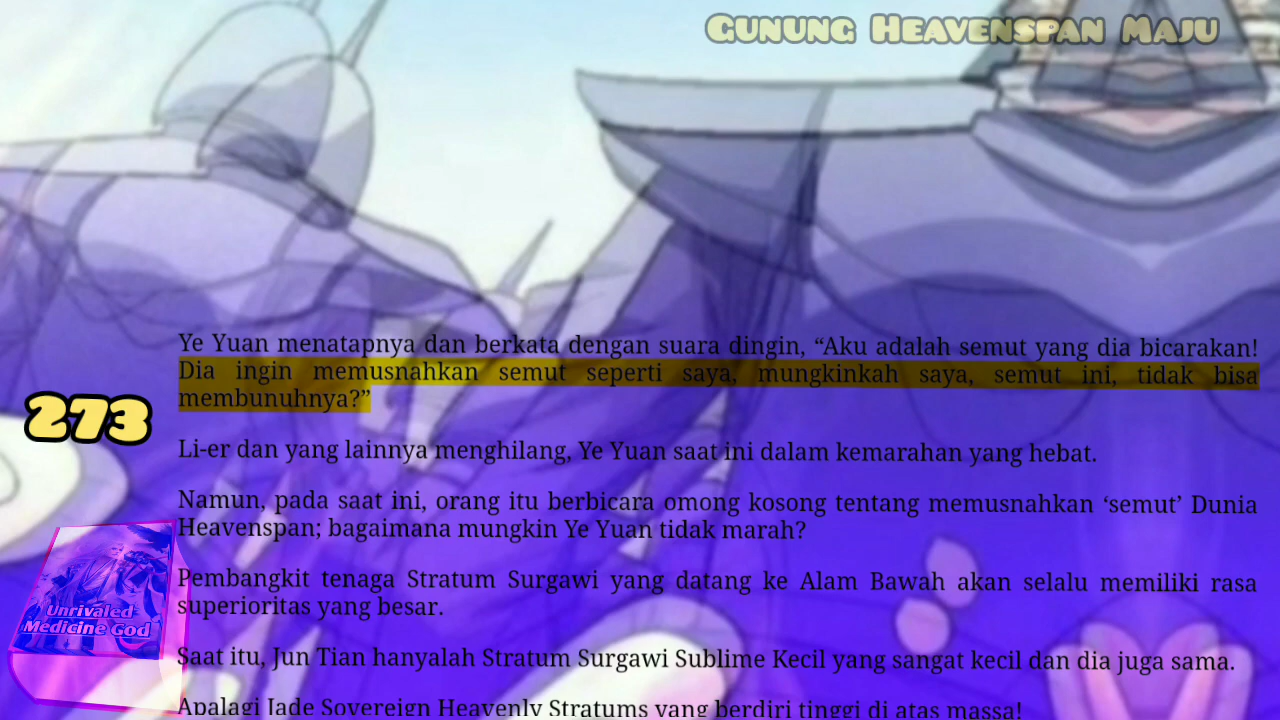 Gunung Heavenspan Maju
Ye Yuan menatapnya dan berkata dengan suara dingin, “Aku adalah semut yang dia bicarakan!
Dia ingin memusnahkan semut seperti saya, mungkinkah saya, semut ini, tidak bisa
membunuhnya?”
273
Li-er dan yang lainnya menghilang, Ye Yuan saat ini dalam kemarahan yang hebat.
Namun, pada saat ini, orang itu berbicara omong kosong tentang memusnahkan ‘semut’ Dunia
Heavenspan; bagaimana mungkin Ye Yuan tidak marah?
Pembangkit tenaga Stratum Surgawi yang datang ke Alam Bawah akan selalu memiliki rasa
superioritas yang besar.
Unrivaled
Medicine God
Saat itu, Jun Tian hanyalah Stratum Surgawi Sublime Kecil yang sangat kecil dan dia juga sama.
Apalagi Jade Sovereign Heavenly Stratums yang berdiri tinggi di atas massa!